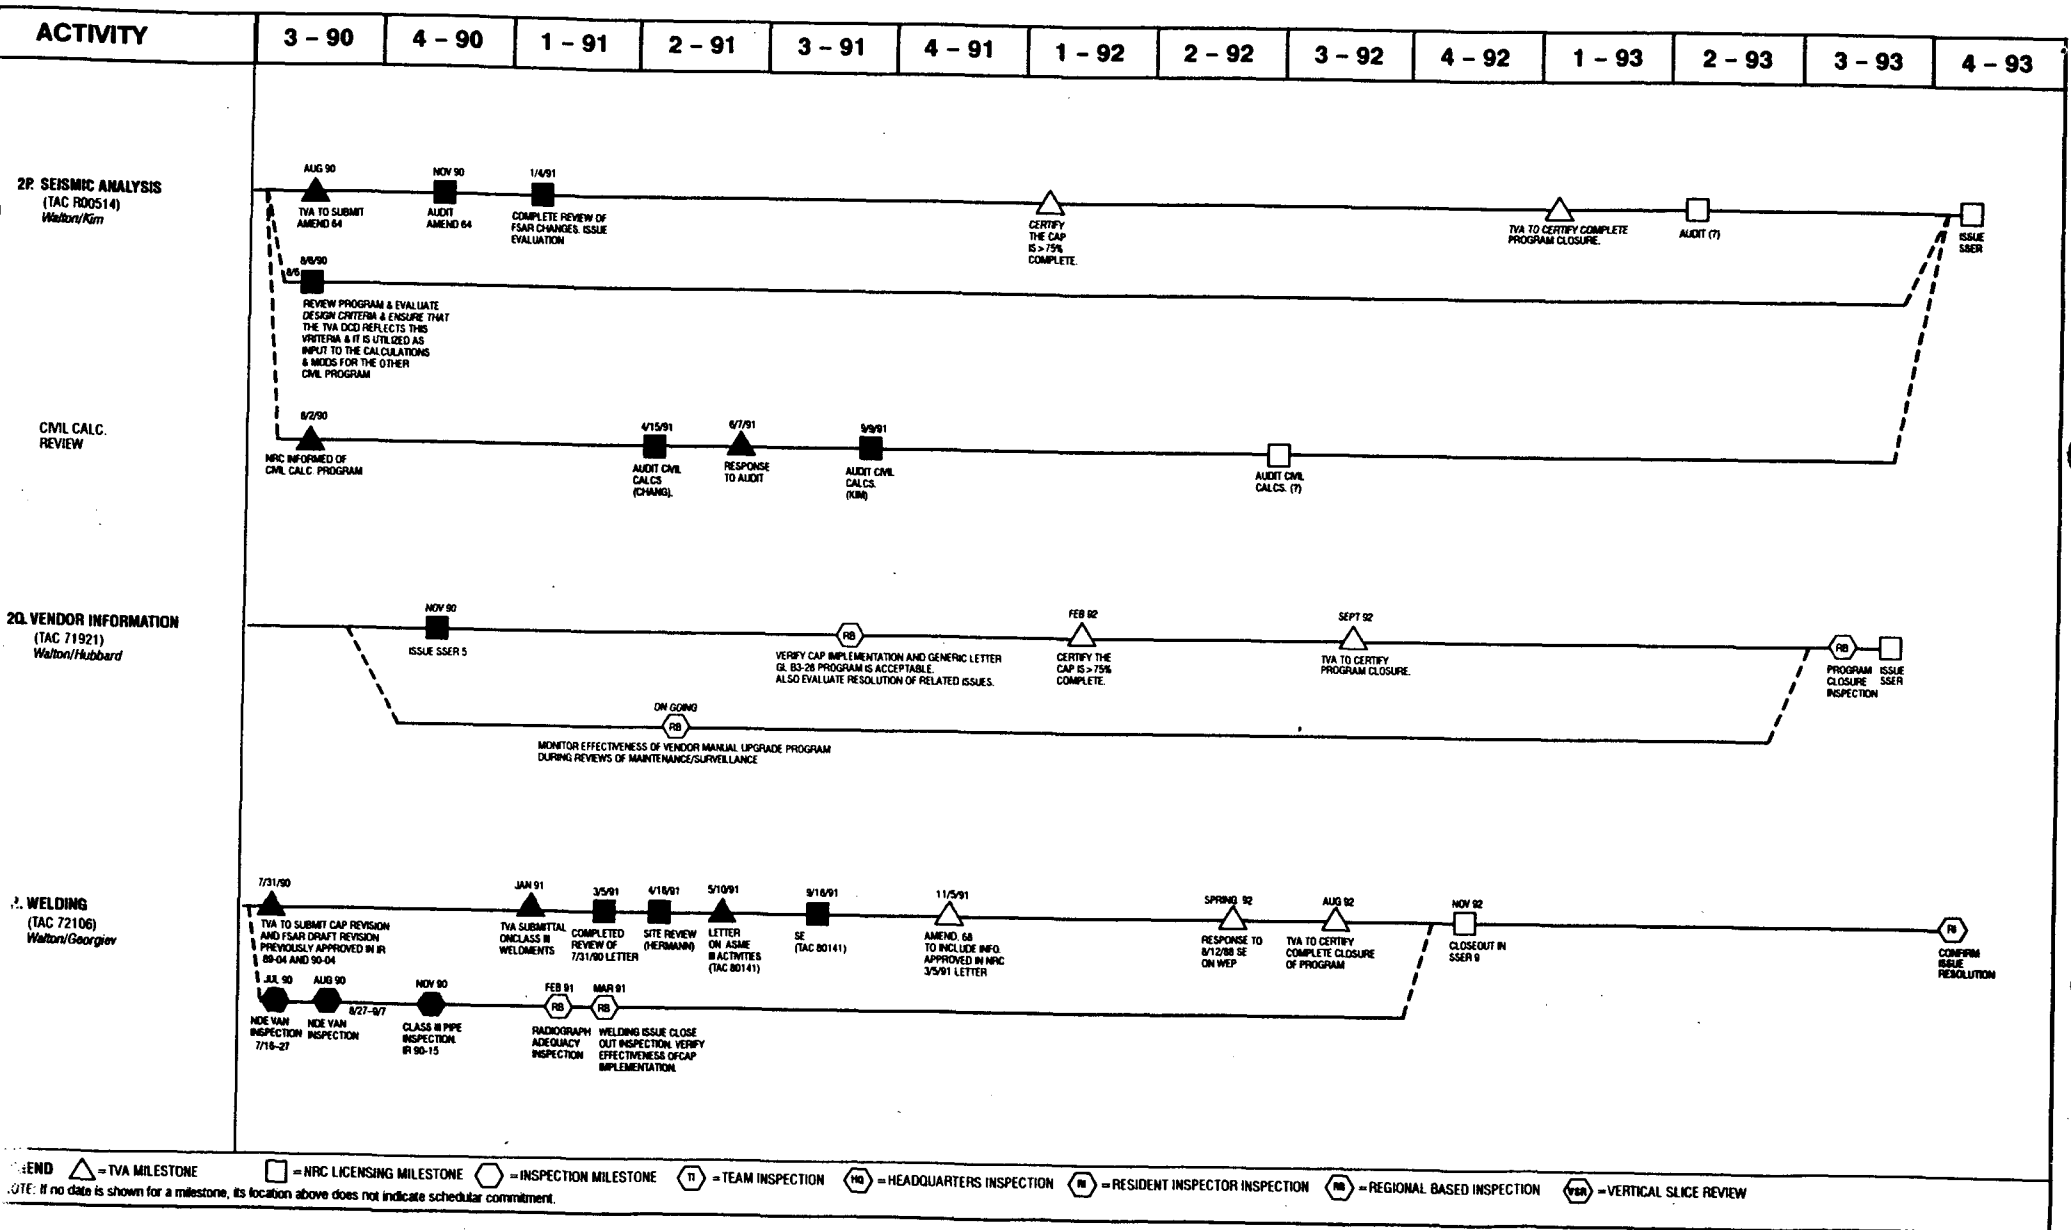 ACTIVITY
3 – 90
4 – 90
1 – 91
2 – 91
3 – 91
4 – 91
1 – 92
2 – 92
3 – 92
4 – 92
1 – 93
2 – 93
3 – 93
4 – 93
2P. SEISMIC ANALYSIS
(TAC R00514)
Walton/Kim
AUG 90
TVA TO SUBMIT
AMEND 64
NOV 90
AUDIT
AMEND 64
1/4/91
COMPLETE REVIEW OF
FSAR CHANGES. ISSUE
EVALUATION
CERTIFY
THE CAP
IS >75%
COMPLETE.
TVA TO CERTIFY COMPLETE
PROGRAM CLOSURE.
AUDIT (?)
ISSUE
SSER
8/6
8/8/90
REVIEW PROGRAM & EVALUATE
DESIGN CRITERIA & ENSURE THAT
THE TVA DCD REFLECTS THIS
VRITERIA & IT IS UTILIZED AS
INPUT TO THE CALCULATIONS
& MODS FOR THE OTHER
CIVIL PROGRAM
CIVIL CALC.
REVIEW
8/2/90
NRC INFORMED OF
CIVIL CALC. PROGRAM
4/15/91
AUDIT CIVIL
CALCS
(CHANG).
6/7/91
RESPONSE
TO AUDIT
9/9/91
AUDIT CIVIL
CALCS.
(KIM)
AUDIT CIVIL
CALCS. (?)
2Q. VENDOR INFORMATION
(TAC 71921)
Walton/Hubbard
NOV 90
ISSUE SSER 5
RB
VERIFY CAP IMPLEMENTATION AND GENERIC LETTER
GL 83-28 PROGRAM IS ACCEPTABLE.
ALSO EVALUATE RESOLUTION OF RELATED ISSUES.
FEB 92
CERTIFY THE
CAP IS >75%
COMPLETE.
SEPT 92
TVA TO CERTIFY
PROGRAM CLOSURE.
RB
PROGRAM
CLOSURE
INSPECTION
ISSUE
SSER
ON GOING
RB
MONITOR EFFECTIVENESS OF VENDOR MANUAL UPGRADE PROGRAM
DURING REVIEWS OF MAINTENANCE/SURVEILLANCE
WELDING
(TAC 72106)
Walton/Georgiev
7/31/90
TVA TO SUBMIT CAP REVISION
AND FSAR DRAFT REVISION
PREVIOUSLY APPROVED IN IR
89-04 AND 90-04
JAN 91
TVA SUBMITTAL
ONCLASS III
WELDMENTS
3/5/91
COMPLETED
REVIEW OF
7/31/90 LETTER
4/18/91
SITE REVIEW
(HERMANN)
5/10/91
LETTER
ON ASME
III ACTIVITIES
(TAC 80141)
9/16/91
SE
(TAC 80141)
11/5/91
AMEND. 68
TO INCLUDE INFO.
APPROVED IN NRC
3/5/91 LETTER
SPRING 92
RESPONSE TO
8/12/88 SE
ON WEP
AUG 92
TVA TO CERTIFY
COMPLETE CLOSURE
OF PROGRAM
NOV 92
CLOSEOUT IN
SSER 9
RI
CONFIRM
ISSUE
RESOLUTION
JUL 90
NDE VAN
INSPECTION
7/16–27
AUG 90
NDE VAN
INSPECTION
8/27–9/7
NOV 90
CLASS III PIPE
INSPECTION.
IR 90-15
FEB 91
RB
RADIOGRAPH
ADEQUACY
INSPECTION
MAR 91
RB
WELDING ISSUE CLOSE
OUT INSPECTION. VERIFY
EFFECTIVENESS OFCAP
IMPLEMENTATION.
END
=TVA MILESTONE
=NRC LICENSING MILESTONE
=INSPECTION MILESTONE
TI =TEAM INSPECTION
HQ =HEADQUARTERS INSPECTION
RI =RESIDENT INSPECTOR INSPECTION
RB =REGIONAL BASED INSPECTION
VSR =VERTICAL SLICE REVIEW
OTE: If no date is shown for a milestone, its location above does not indicate schedular commitment.